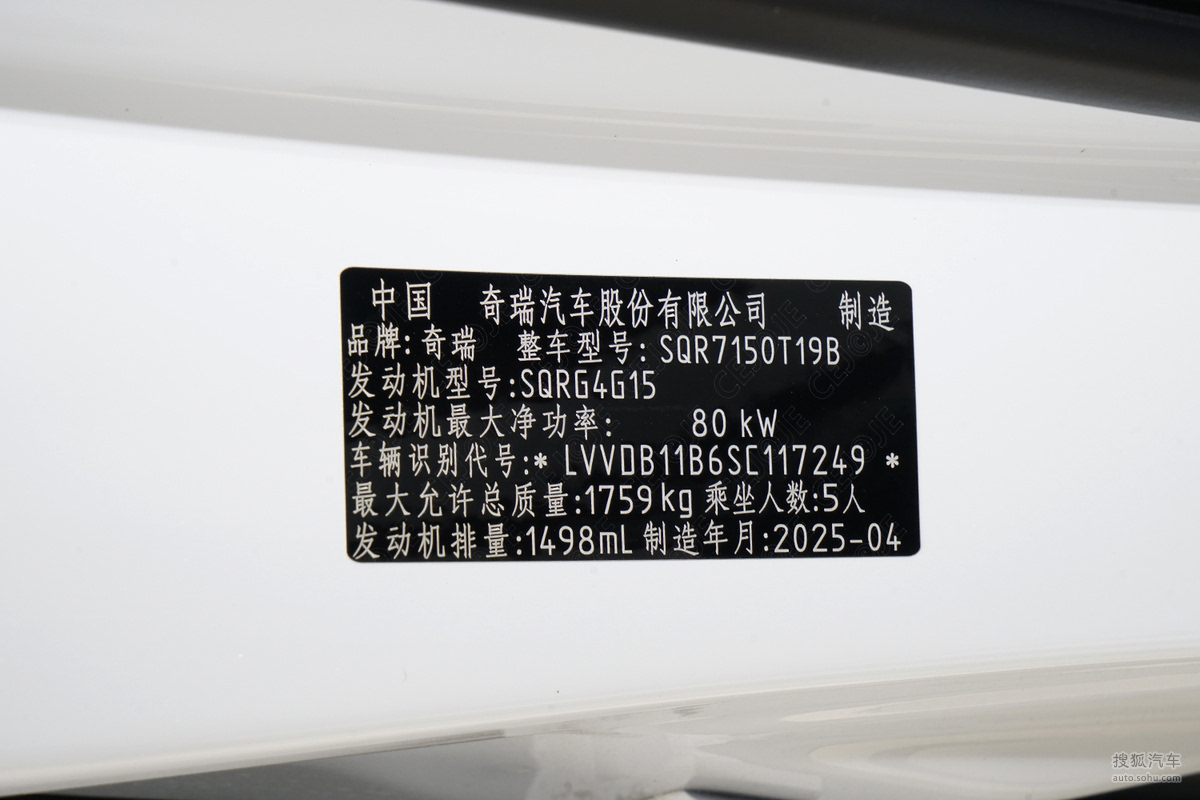 中国 奇瑞汽车股份有限公司 制造
品牌:奇瑞 整车型号:SQR7150T19B
发动机型号:SQRG4G15
发动机最大净功率: 80 kW
车辆识别代号:* LVVDB11B6SC117249 *
最大允许总质量:1759kg 乘坐人数:5人
发动机排量:1498mL 制造年月:2025-04
搜狐汽车
auto.sohu.com